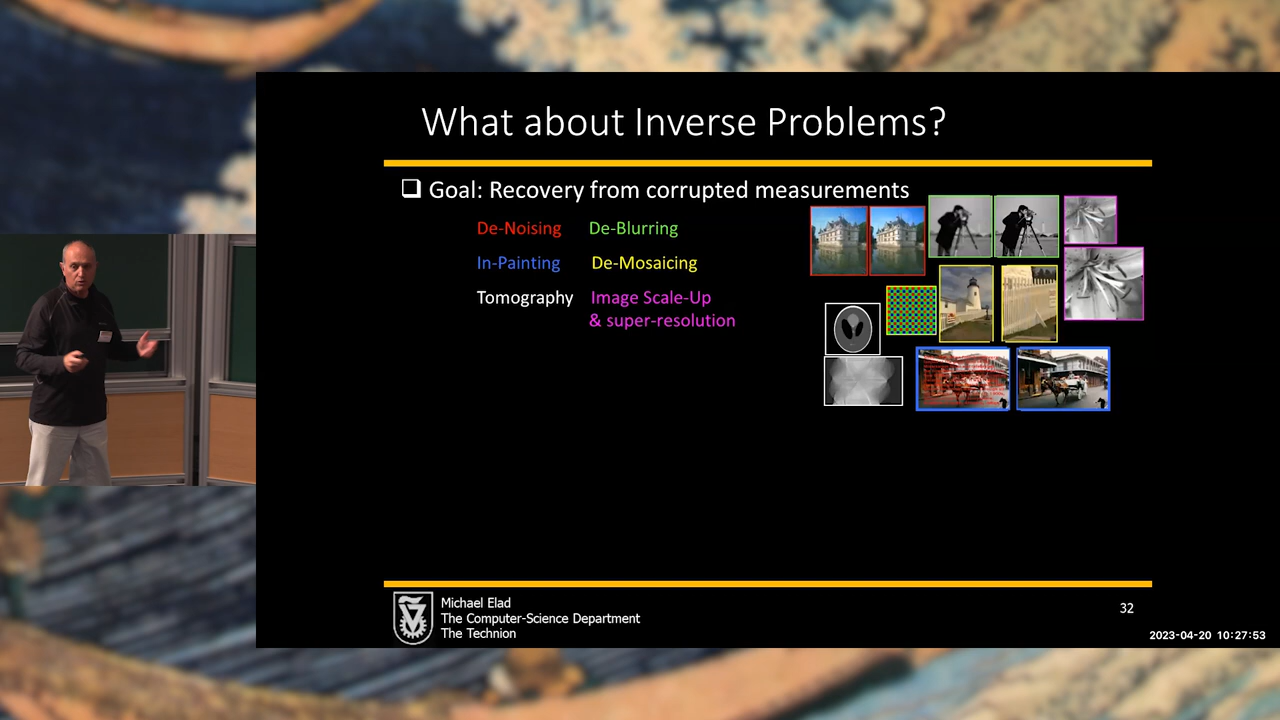 What about Inverse Problems?
Goal: Recovery from corrupted measurements
De-Noising De-Blurring
In-Painting De-Mosaicing
Tomography Image Scale-Up
& super-resolution
Michael Elad
The Computer-Science Department
The Technion
32
2023-04-20 10:27:53